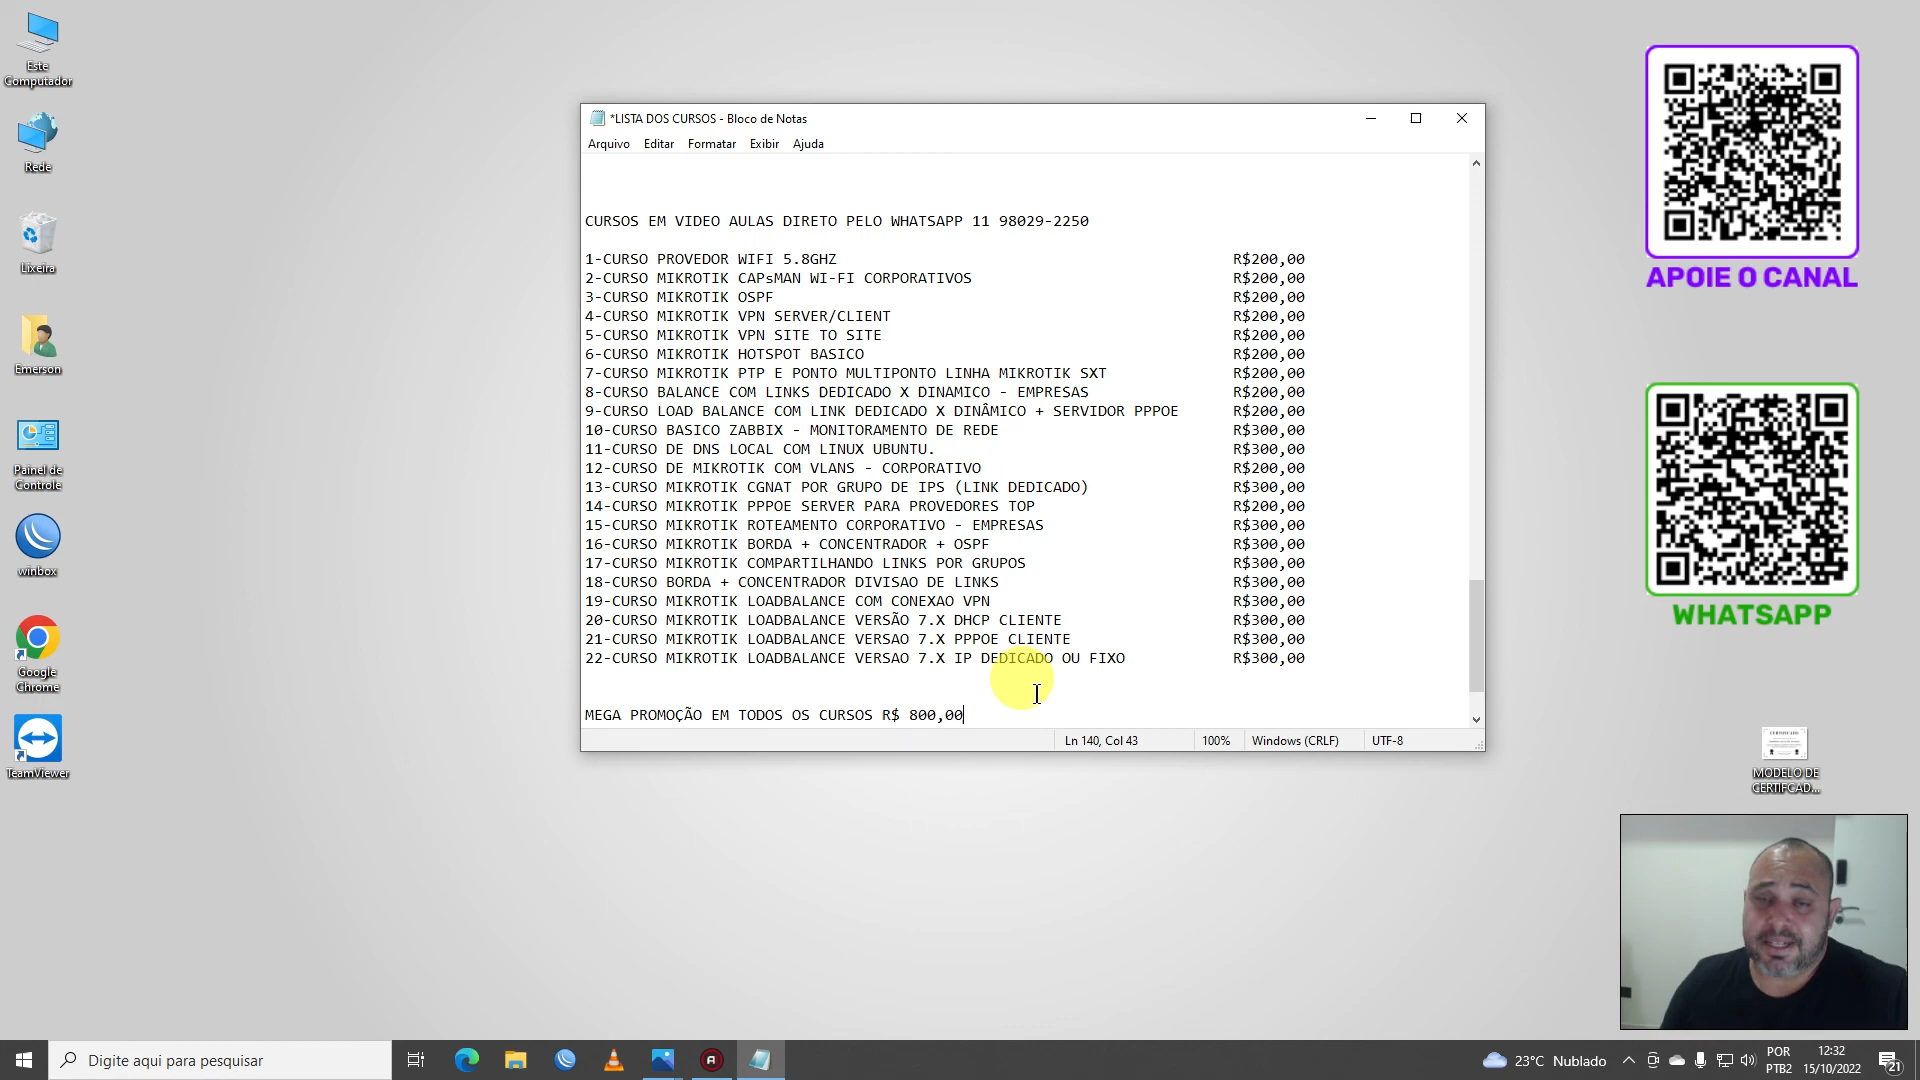 Este
Computador
Rede
Lixeira
Emerson
Painel de
Controle
winbox
Google
Chrome
TeamViewer
*LISTA DOS CURSOS - Bloco de Notas
Arquivo Editar Formatar Exibir Ajuda
CURSOS EM VIDEO AULAS DIRETO PELO WHATSAPP 11 98029-2250
1-CURSO PROVEDOR WIFI 5.8GHZ R$200,00
2-CURSO MIKROTIK CAPsMAN WI-FI CORPORATIVOS R$200,00
3-CURSO MIKROTIK OSPF R$200,00
4-CURSO MIKROTIK VPN SERVER/CLIENT R$200,00
5-CURSO MIKROTIK VPN SITE TO SITE R$200,00
6-CURSO MIKROTIK HOTSPOT BASICO R$200,00
7-CURSO MIKROTIK PTP E PONTO MULTIPONTO LINHA MIKROTIK SXT R$200,00
8-CURSO BALANCE COM LINKS DEDICADO X DINAMICO - EMPRESAS R$200,00
9-CURSO LOAD BALANCE COM LINK DEDICADO X DINÂMICO + SERVIDOR PPPOE R$200,00
10-CURSO BASICO ZABBIX - MONITORAMENTO DE REDE R$300,00
11-CURSO DE DNS LOCAL COM LINUX UBUNTU. R$300,00
12-CURSO DE MIKROTIK COM VLANS - CORPORATIVO R$200,00
13-CURSO MIKROTIK CGNAT POR GRUPO DE IPS (LINK DEDICADO) R$300,00
14-CURSO MIKROTIK PPPOE SERVER PARA PROVEDORES TOP R$200,00
15-CURSO MIKROTIK ROTEAMENTO CORPORATIVO - EMPRESAS R$300,00
16-CURSO MIKROTIK BORDA + CONCENTRADOR + OSPF R$300,00
17-CURSO MIKROTIK COMPARTILHANDO LINKS POR GRUPOS R$300,00
18-CURSO BORDA + CONCENTRADOR DIVISAO DE LINKS R$300,00
19-CURSO MIKROTIK LOADBALANCE COM CONEXAO VPN R$300,00
20-CURSO MIKROTIK LOADBALANCE VERSÃO 7.X DHCP CLIENTE R$300,00
21-CURSO MIKROTIK LOADBALANCE VERSAO 7.X PPPOE CLIENTE R$300,00
22-CURSO MIKROTIK LOADBALANCE VERSAO 7.X IP DEDICADO OU FIXO R$300,00
MEGA PROMOÇÃO EM TODOS OS CURSOS R$ 800,00
Ln 140, Col 43 100% Windows (CRLF) UTF-8
APOIE O CANAL
WHATSAPP
CERTIFICADO
MODELO DE
CERTIFCAD...
Digite aqui para pesquisar
23°C Nublado
POR
PTB2
12:32
15/10/2022
21